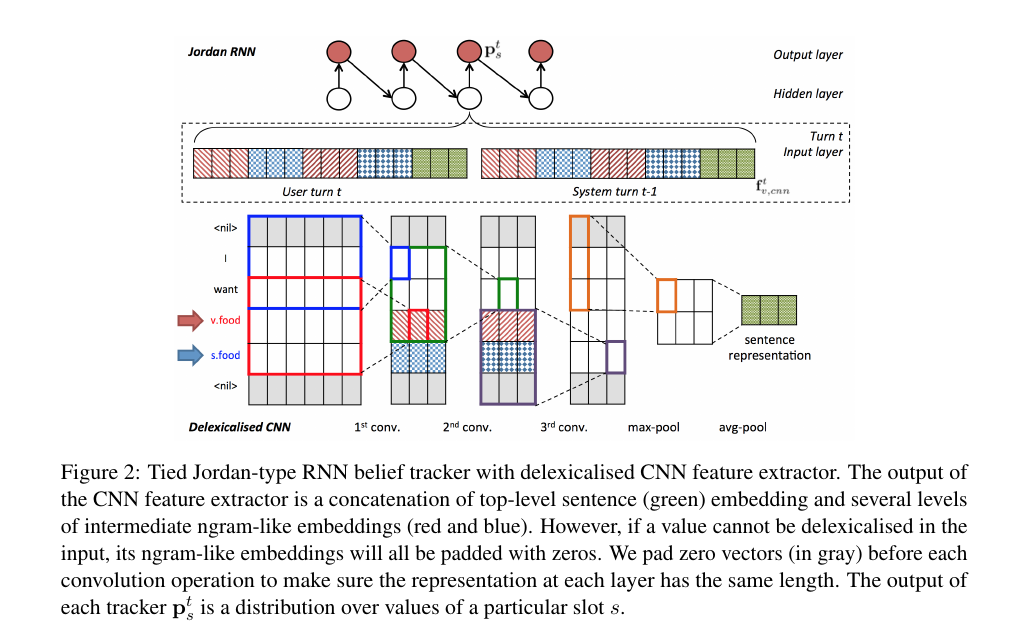 Jordan RNN
p_s^t
Output layer
Hidden layer
Turn t
Input layer
User turn t
System turn t-1
f_{v,cnn}^t
<nil>
I
want
v.food
s.food
<nil>
sentence
representation
Delexicalised CNN
1st conv.
2nd conv.
3rd conv.
max-pool
avg-pool
Figure 2: Tied Jordan-type RNN belief tracker with delexicalised CNN feature extractor. The output of
the CNN feature extractor is a concatenation of top-level sentence (green) embedding and several levels
of intermediate ngram-like embeddings (red and blue). However, if a value cannot be delexicalised in the
input, its ngram-like embeddings will all be padded with zeros. We pad zero vectors (in gray) before each
convolution operation to make sure the representation at each layer has the same length. The output of
each tracker p_s^t is a distribution over values of a particular slot s.